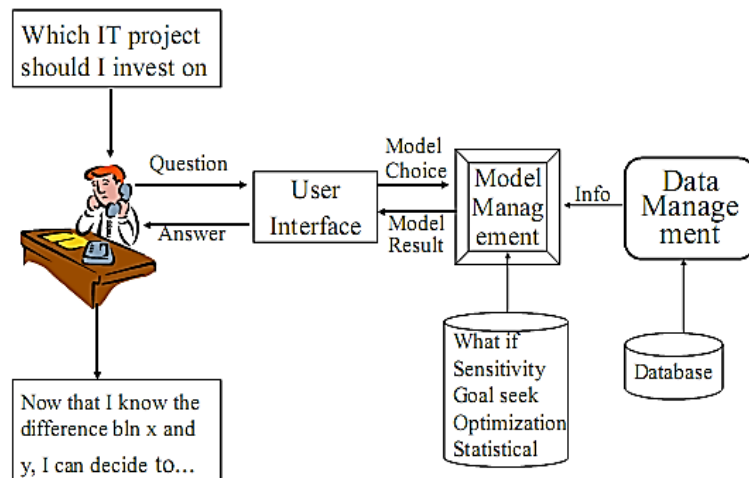 Which IT project
should I invest on
Question
Answer
User
Interface
Model
Choice
Model
Result
Model
Manag
ement
Info
Data
Manage
ment
What if
Sensitivity
Goal seek
Optimization
Statistical
Database
Now that I know the
difference bln x and
y, I can decide to...